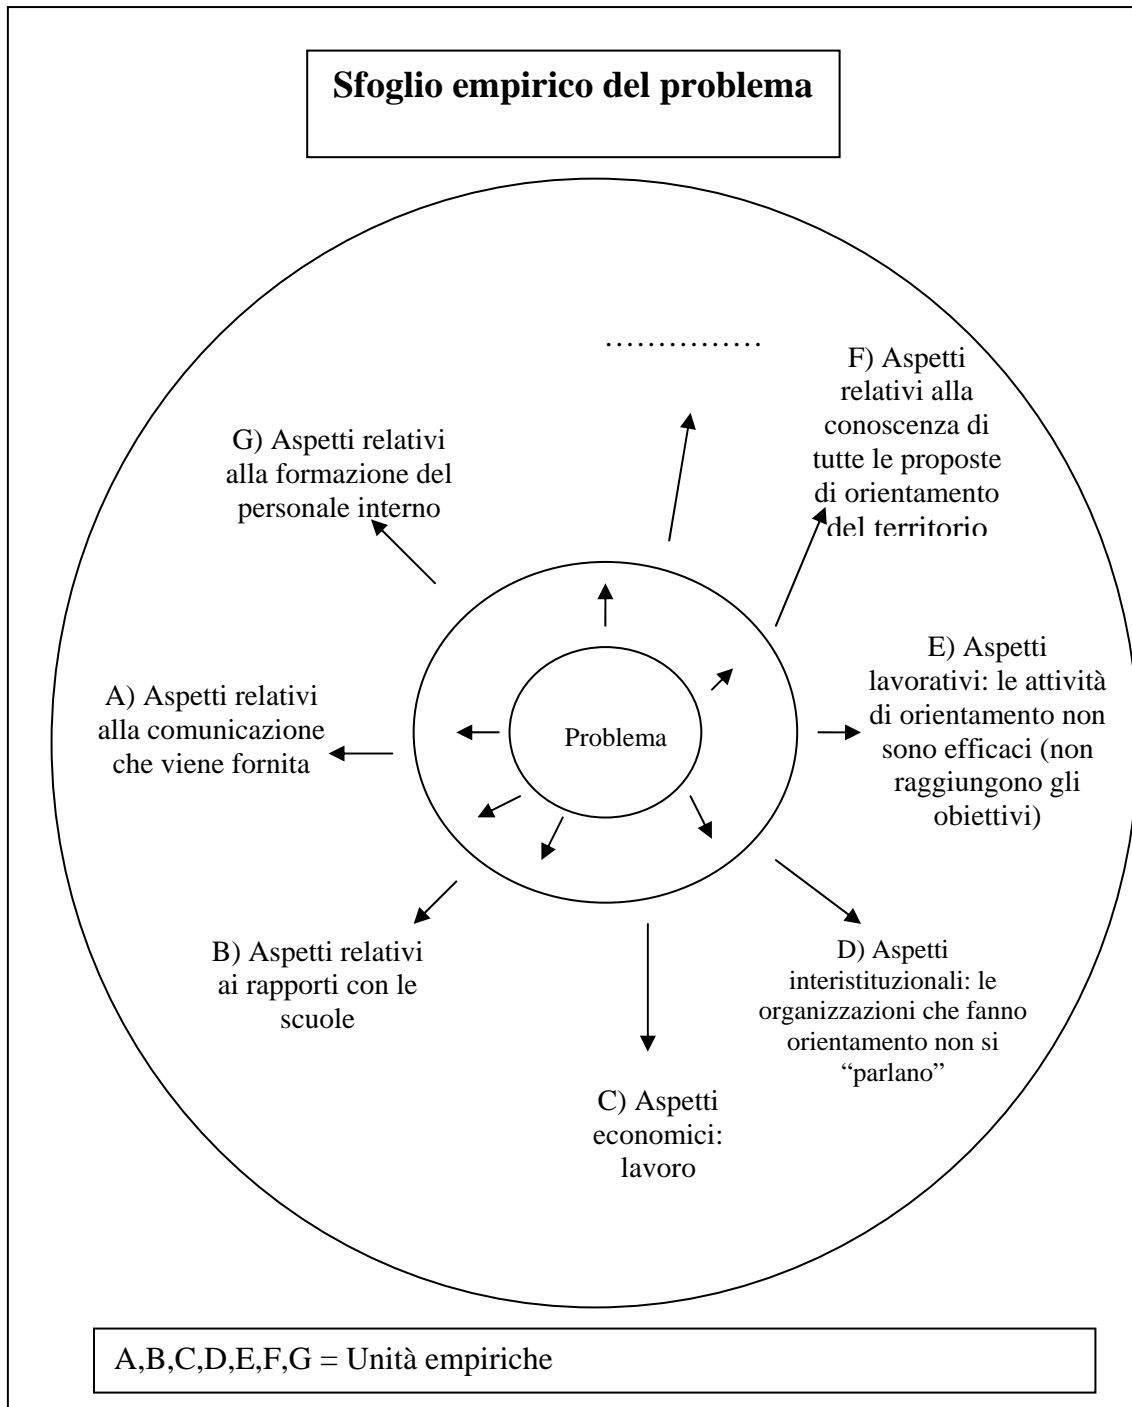 Sfoglio empirico del problema
……………
F) Aspetti
relativi alla
conoscenza di
tutte le proposte
di orientamento
del territorio
G) Aspetti relativi
alla formazione del
personale interno
E) Aspetti
lavorativi: le attività
di orientamento non
sono efficaci (non
raggiungono gli
obiettivi)
A) Aspetti relativi
alla comunicazione
che viene fornita
Problema
B) Aspetti relativi
ai rapporti con le
scuole
D) Aspetti
interistituzionali: le
organizzazioni che fanno
orientamento non si
“parlano”
C) Aspetti
economici:
lavoro
A,B,C,D,E,F,G = Unità empiriche